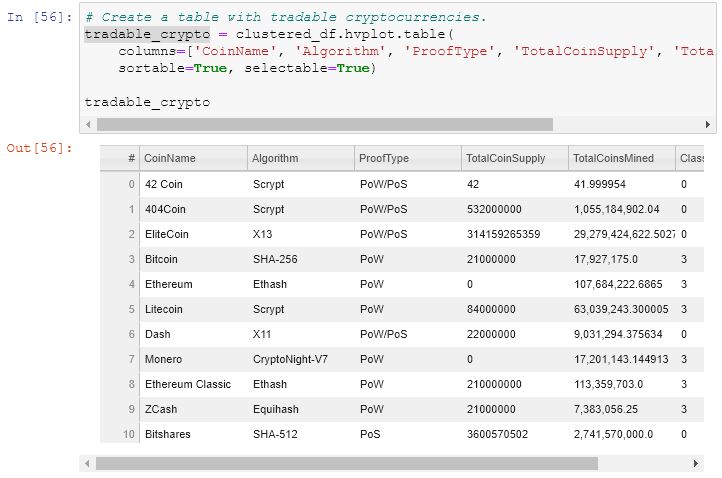 In [56]: # Create a table with tradable cryptocurrencies.
tradable_crypto = clustered_df.hvplot.table(
columns=['CoinName', 'Algorithm', 'ProofType', 'TotalCoinSupply', 'Tota
sortable=True, selectable=True)
tradable_crypto
Out[56]:
# CoinName Algorithm ProofType TotalCoinSupply TotalCoinsMined Clas
0 42 Coin Scrypt PoW/PoS 42 41.999954 0
1 404Coin Scrypt PoW/PoS 532000000 1,055,184,902.04 0
2 EliteCoin X13 PoW/PoS 314159265359 29,279,424,622.5027 0
3 Bitcoin SHA-256 PoW 21000000 17,927,175.0 3
4 Ethereum Ethash PoW 0 107,684,222.6865 3
5 Litecoin Scrypt PoW 84000000 63,039,243.300005 3
6 Dash X11 PoW/PoS 22000000 9,031,294.375634 0
7 Monero CryptoNight-V7 PoW 0 17,201,143.144913 3
8 Ethereum Classic Ethash PoW 210000000 113,359,703.0 3
9 ZCash Equihash PoW 21000000 7,383,056.25 3
10 Bitshares SHA-512 PoS 3600570502 2,741,570,000.0 0